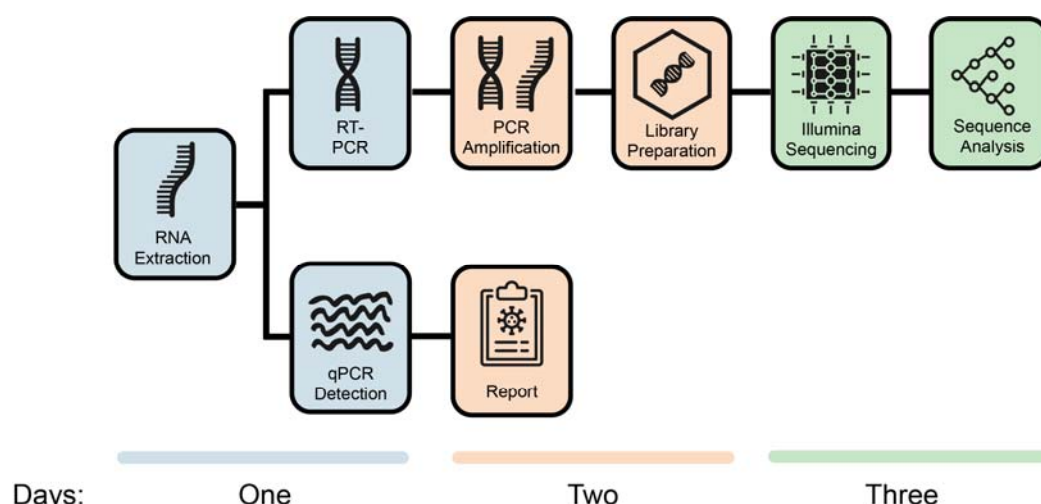 RT-
PCR
PCR
Amplification
Library
Preparation
Illumina
Sequencing
Sequence
Analysis
RNA
Extraction
qPCR
Detection
Report
Days:
One
Two
Three